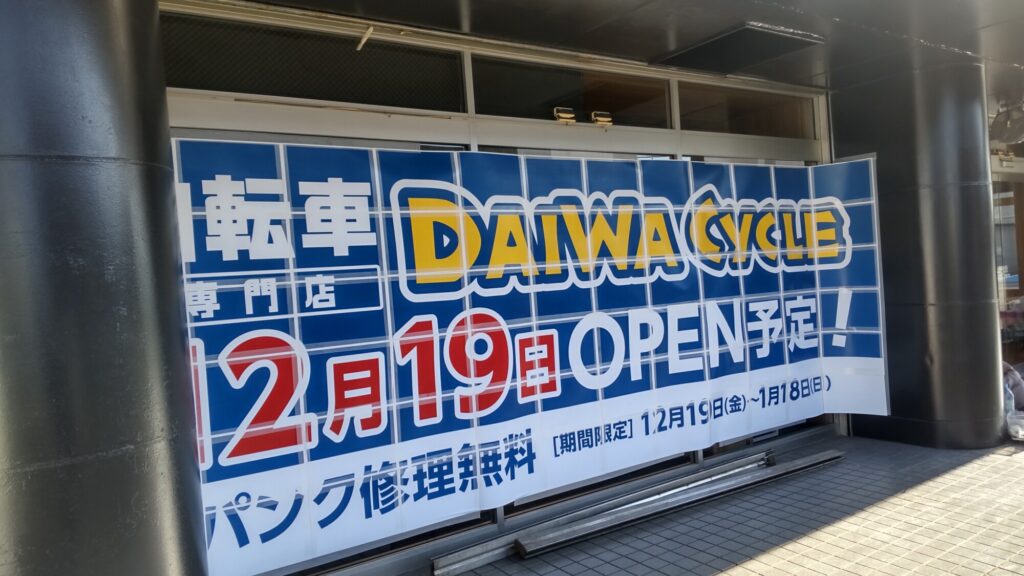 自転車 DAIWA CYCLE
専門店
12月19日OPEN予定！
パンク修理無料 [期間限定] 12月19日(金)~1月18日(日)